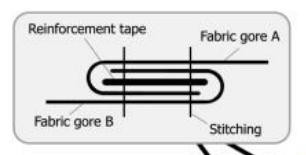 Reinforcement tape
Fabric gore A
Fabric gore B
Stitching